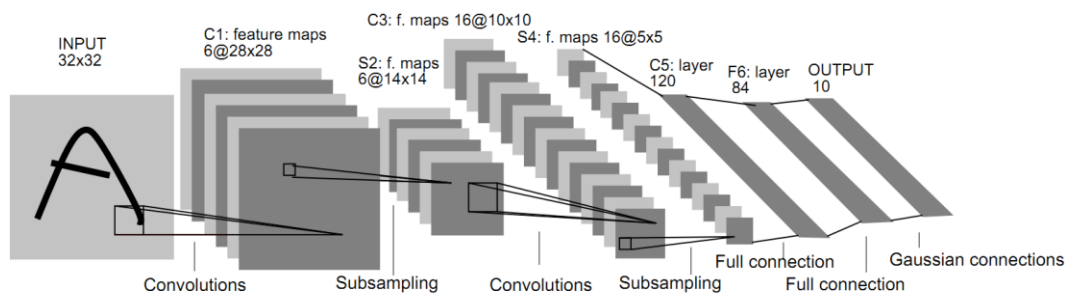 INPUT
32x32
C1: feature maps
6@28x28
S2: f. maps
6@14x14
C3: f. maps 16@10x10
S4: f. maps 16@5x5
C5: layer
120
F6: layer
84
OUTPUT
10
Convolutions
Subsampling
Convolutions
Subsampling
Full connection
Full connection
Gaussian connections